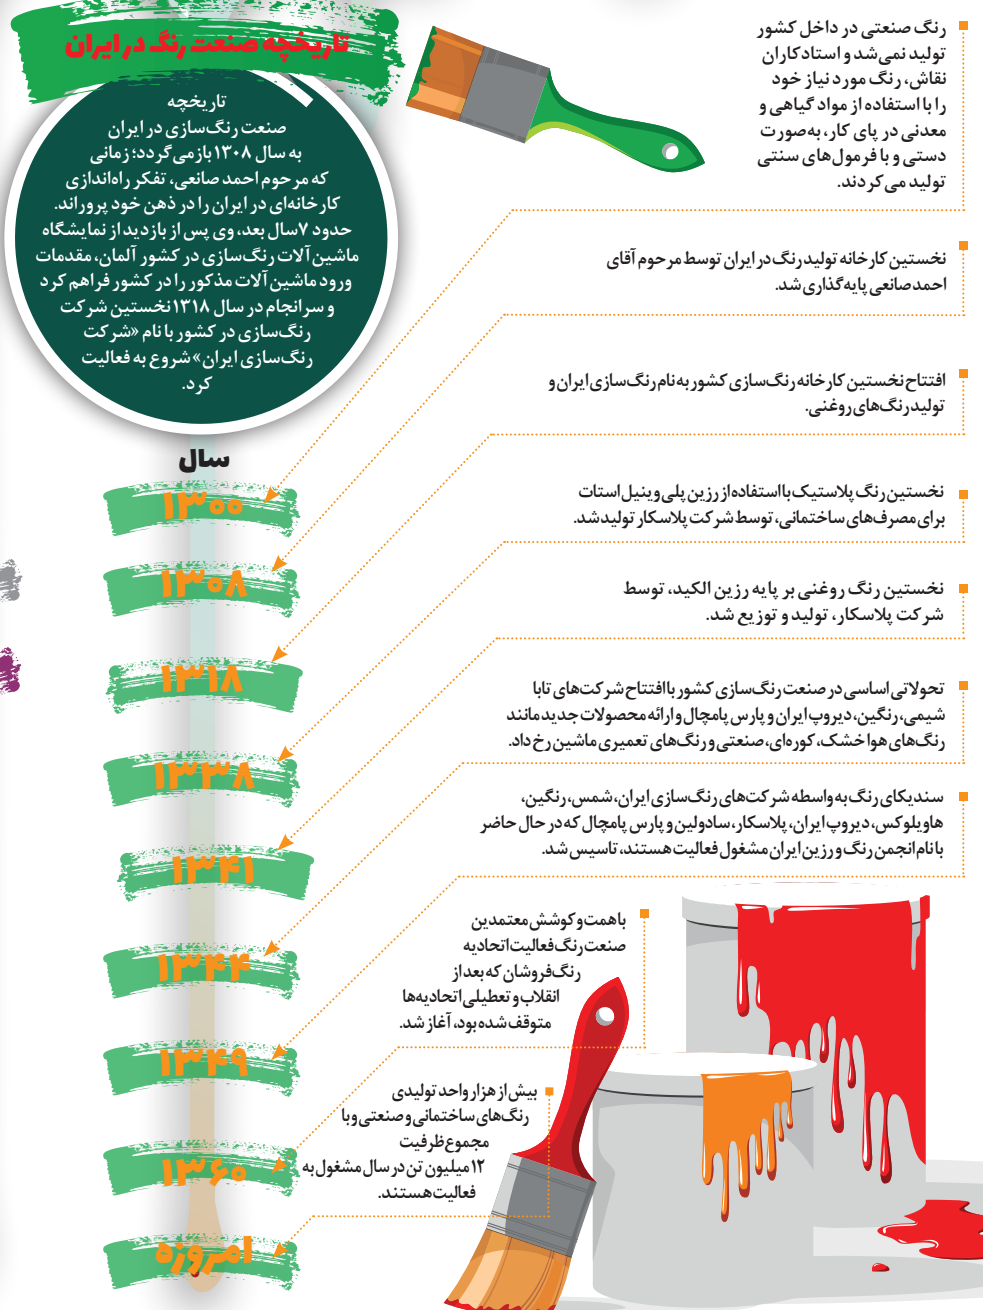 تاریخچه صنعت رنگ در ایران
تاریخچه
صنعت رنگ‌سازی در ایران
به سال ۱۳۰۸ بازمی‌گردد؛ زمانی
که مرحوم احمد صانعی، تفکر راه‌اندازی
کارخانه‌ای در ایران را در ذهن خود پروراند.
حدود ۷سال بعد، وی پس از بازدید از نمایشگاه
ماشین‌آلات رنگ‌سازی در کشور آلمان، مقدمات
ورود ماشین‌آلات مذکور را در کشور فراهم کرد
و سرانجام در سال ۱۳۱۸ نخستین شرکت
رنگ‌سازی در کشور با نام «شرکت
رنگ‌سازی ایران» شروع به فعالیت
کرد.
سال
۱۳۰۰
رنگ صنعتی در داخل کشور
تولید نمی‌شد و استادکاران
نقاش، رنگ مورد نیاز خود
را با استفاده از مواد گیاهی و
معدنی در پای کار، به‌صورت
دستی و با فرمول‌های سنتی
تولید می‌کردند.
۱۳۰۸
نخستین کارخانه تولید رنگ در ایران توسط مرحوم آقای
احمد صانعی پایه‌گذاری شد.
۱۳۱۸
افتتاح نخستین کارخانه رنگ‌سازی کشور به نام رنگ‌سازی ایران و
تولید رنگ‌های روغنی.
۱۳۳۸
نخستین رنگ پلاستیک با استفاده از رزین پلی وینیل استات
برای مصرف‌های ساختمانی، توسط شرکت پلاسکار تولید شد.
۱۳۴۱
نخستین رنگ روغنی بر پایه رزین الکید، توسط
شرکت پلاسکار، تولید و توزیع شد.
۱۳۴۴
تحولاتی اساسی در صنعت رنگ‌سازی کشور با افتتاح شرکت‌های تابا
شیمی، رنگین، دیروپ ایران و پارس پامچال و ارائه محصولات جدید مانند
رنگ‌های هوا خشک، کوره‌ای، صنعتی و رنگ‌های تعمیری ماشین رخ داد.
۱۳۴۹
سندیکای رنگ به واسطه شرکت‌های رنگ‌سازی ایران، شمس، رنگین،
هاویلوکس، دیروپ ایران، پلاسکار، سادولین و پارس پامچال که در حال حاضر
با نام انجمن رنگ و رزین ایران مشغول فعالیت هستند، تاسیس شد.
۱۳۶۰
با همت و کوشش معتمدین
صنعت رنگ فعالیت اتحادیه
رنگ‌فروشان که بعد از
انقلاب و تعطیلی اتحادیه‌ها
متوقف شده بود، آغاز شد.
امروزه
بیش از هزار واحد تولیدی
رنگ‌های ساختمانی و صنعتی و با
مجموع ظرفیت
۱۲ میلیون تن در سال مشغول به
فعالیت هستند.